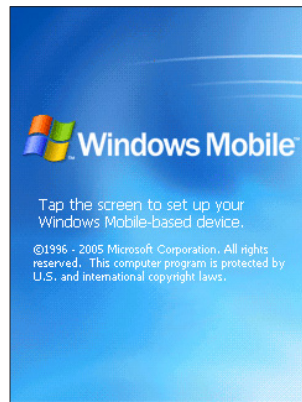 Windows Mobile™
Tap the screen to set up your
Windows Mobile-based device.
©1996 - 2005 Microsoft Corporation. All rights
reserved. This computer program is protected by
U.S. and international copyright laws.